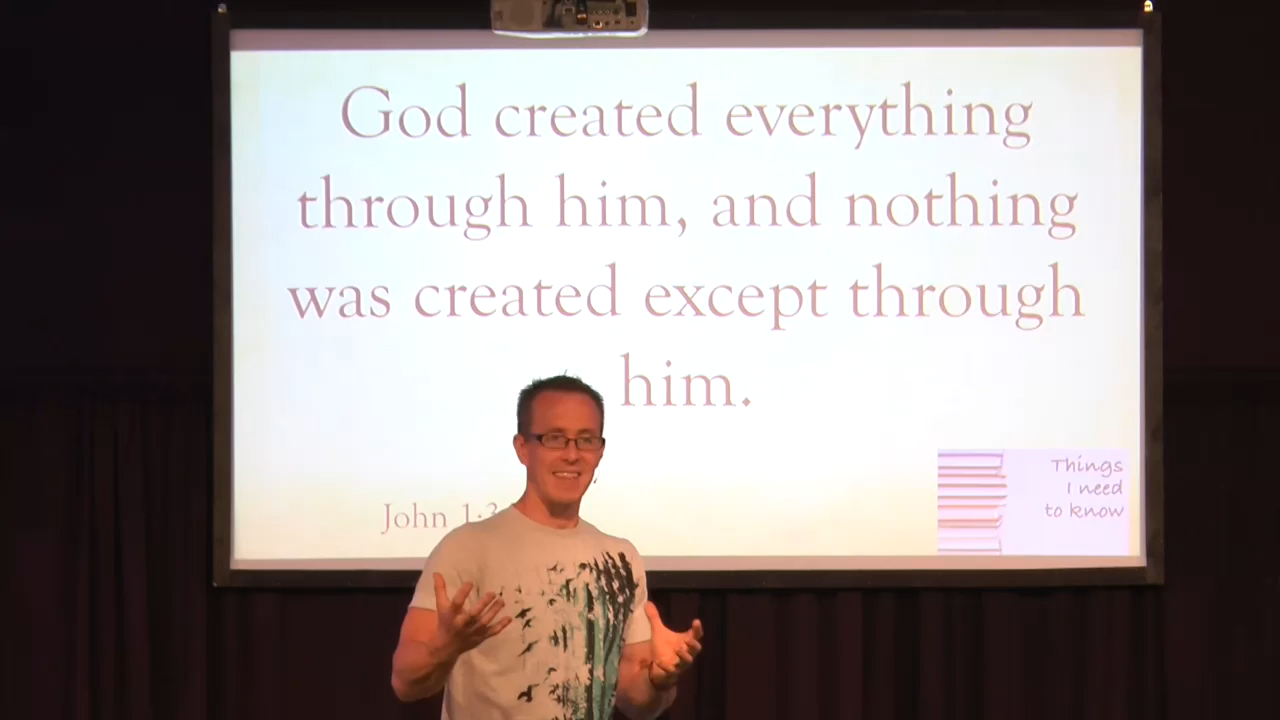 God created everything
through him, and nothing
was created except through
him.
John 1:3
Things
I need
to know